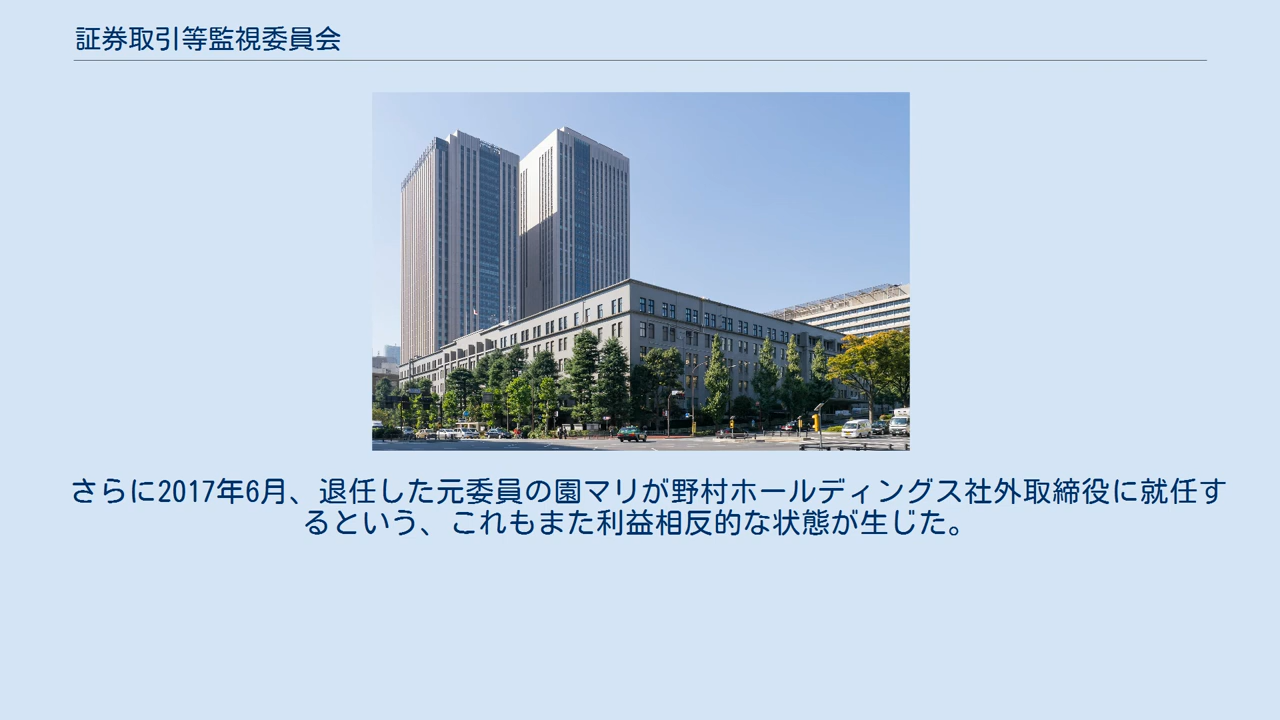 証券取引等監視委員会
さらに2017年6月、退任した元委員の園マリが野村ホールディングス社外取締役に就任す
るという、これもまた利益相反的な状態が生じた。